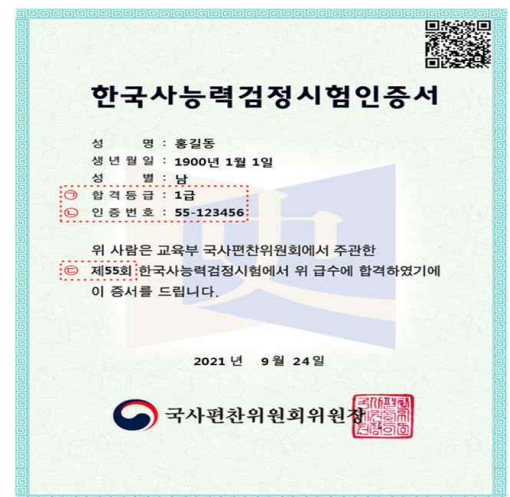 한국사능력검정시험인증서
성 명 : 홍길동
생 년 월 일 : 1900년 1월 1일
성 별 : 남
㉠ 합 격 등 급 : 1급
㉡ 인 증 번 호 : 55-123456
위 사람은 교육부 국사편찬위원회에서 주관한
㉢ 제55회 한국사능력검정시험에서 위 급수에 합격하였기에
이 증서를 드립니다.
2021 년 9 월 24 일
국사편찬위원회위원장